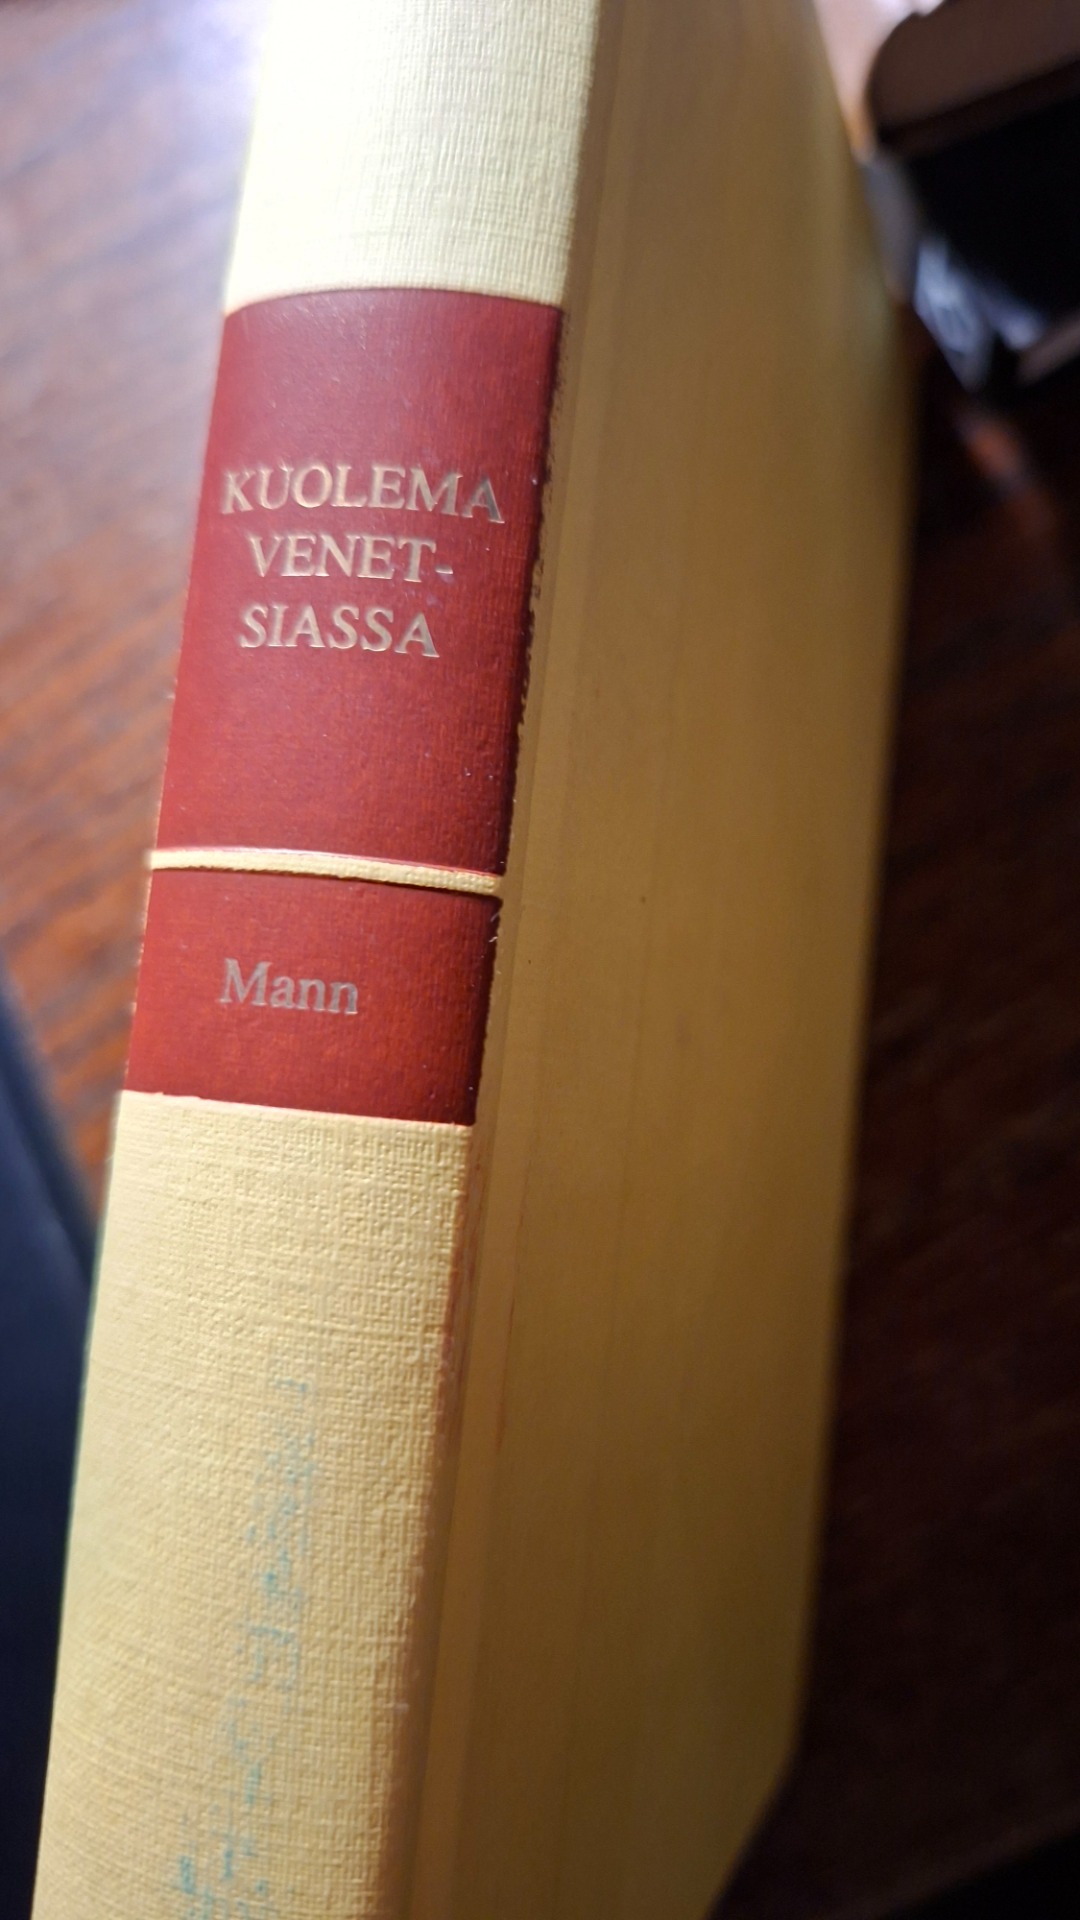 KUOLEMA
VENET-
SIASSA
Mann